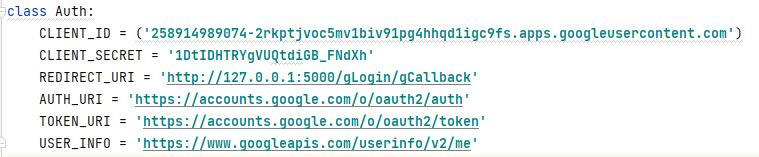 class Auth:
CLIENT_ID = ('258914989074-2rkptjvoc5mv1biv91pg4hhqd1igc9fs.apps.googleusercontent.com')
CLIENT_SECRET = '1DtIDHTRYgVUQtdiGB_FNdXh'
REDIRECT_URI = 'http://127.0.0.1:5000/gLogin/gCallback'
AUTH_URI = 'https://accounts.google.com/o/oauth2/auth'
TOKEN_URI = 'https://accounts.google.com/o/oauth2/token'
USER_INFO = 'https://www.googleapis.com/userinfo/v2/me'